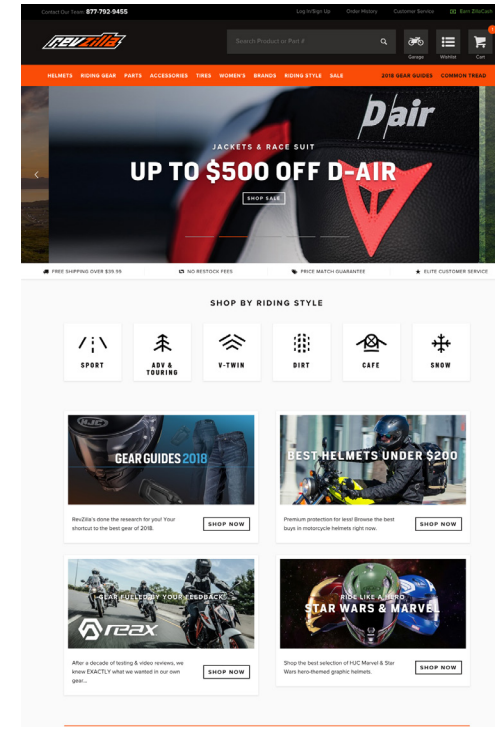 Contact Our Team: 877-792-9455
Log In/Sign Up
Order History
Customer Service
Earn ZillaCash
REVZILLA
Search Product or Part #
Garage
Wishlist
Cart
HELMETS
RIDING GEAR
PARTS
ACCESSORIES
TIRES
WOMEN'S
BRANDS
RIDING STYLE
SALE
2018 GEAR GUIDES
COMMON TREAD
D/air
JACKETS & RACE SUIT
UP TO $500 OFF D-AIR
SHOP SALE
FREE SHIPPING OVER $39.99
NO RESTOCK FEES
PRICE MATCH GUARANTEE
ELITE CUSTOMER SERVICE
SHOP BY RIDING STYLE
SPORT
ADV &
TOURING
V-TWIN
DIRT
CAFE
SNOW
HJC
GEAR GUIDES 2018
RevZilla's done the research for you! Your
shortcut to the best gear of 2018.
SHOP NOW
BEST HELMETS UNDER $200
Premium protection for less! Browse the best
buys in motorcycle helmets right now.
SHOP NOW
GEAR FUELED BY YOUR FEEDBACK
reax
After a decade of testing & video reviews, we
knew EXACTLY what we wanted in our own
gear...
SHOP NOW
RIDE LIKE A HERO
STAR WARS & MARVEL
Shop the best selection of HJC Marvel & Star
Wars hero-themed graphic helmets.
SHOP NOW